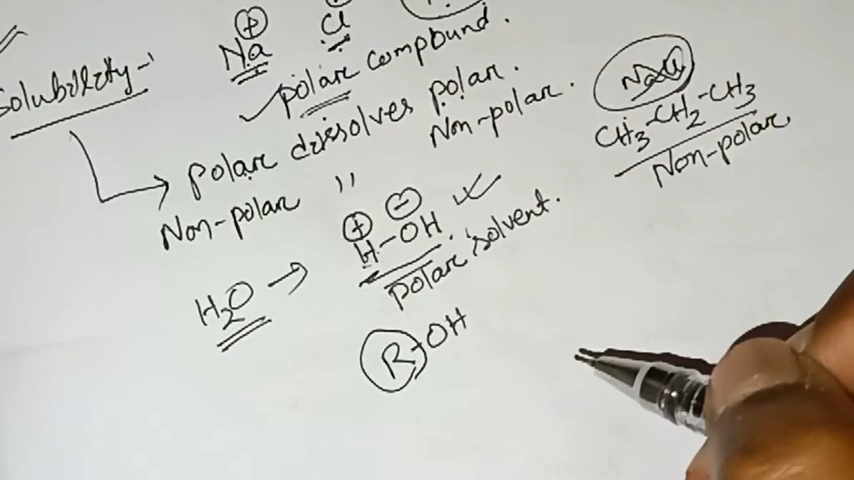 Solubility -
⊕
Na Cl
polar compound.
polar dissolves polar.
Non-polar " Non-polar.
NaCl
CH3-CH2-CH3
Non-polar
H2O → ⊕ ⊖
H-OH
polar solvent.
R-OH